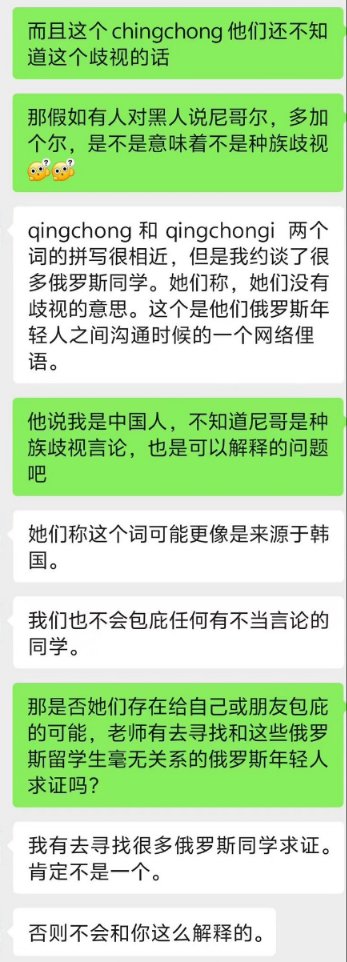 而且这个 chingchong 他们还不知
道这个歧视的话
那假如有人对黑人说尼哥尔，多加
个尔，是不是意味着不是种族歧视
qingchong 和 qingchongi 两个
词的拼写很相近，但是我约谈了很
多俄罗斯同学。她们称，她们没有
歧视的意思。这个是他们俄罗斯年
轻人之间沟通时候的一个网络俚
语。
他说我是中国人，不知道尼哥是种
族歧视言论，也是可以解释的问题
吧
她们称这个词可能更像是来源于韩
国。
我们也不会包庇任何有不当言论的
同学。
那是否她们存在给自己或朋友包庇
的可能，老师有去寻找和这些俄罗
斯留学生毫无关系的俄罗斯年轻人
求证吗？
我有去寻找很多俄罗斯同学求证。
肯定不是一个。
否则不会和你这么解释的。